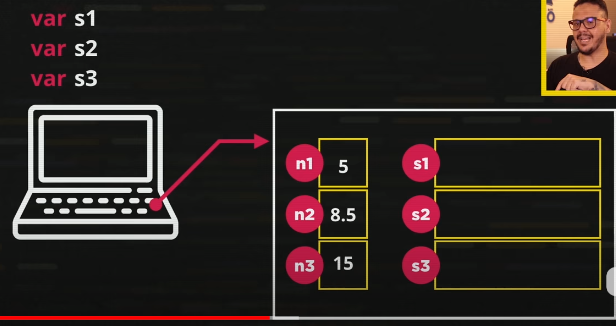 var s1
var s2
var s3
n1 5 s1
n2 8.5 s2
n3 15 s3